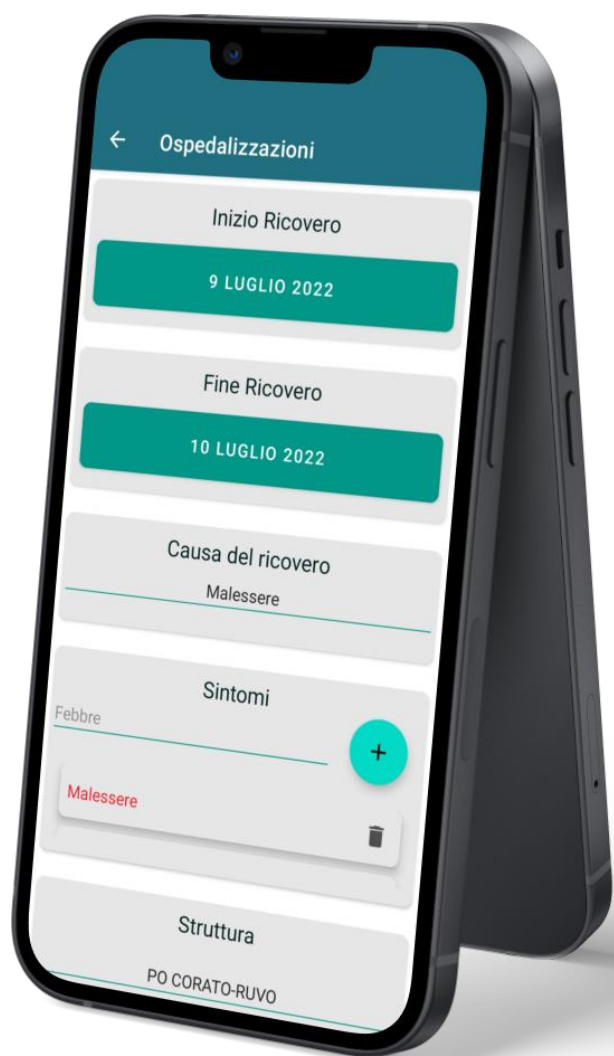 Ospedalizzazioni
Inizio Ricovero
9 LUGLIO 2022
Fine Ricovero
10 LUGLIO 2022
Causa del ricovero
Malessere
Sintomi
Febbre
+
Malessere
Struttura
PO CORATO-RUVO